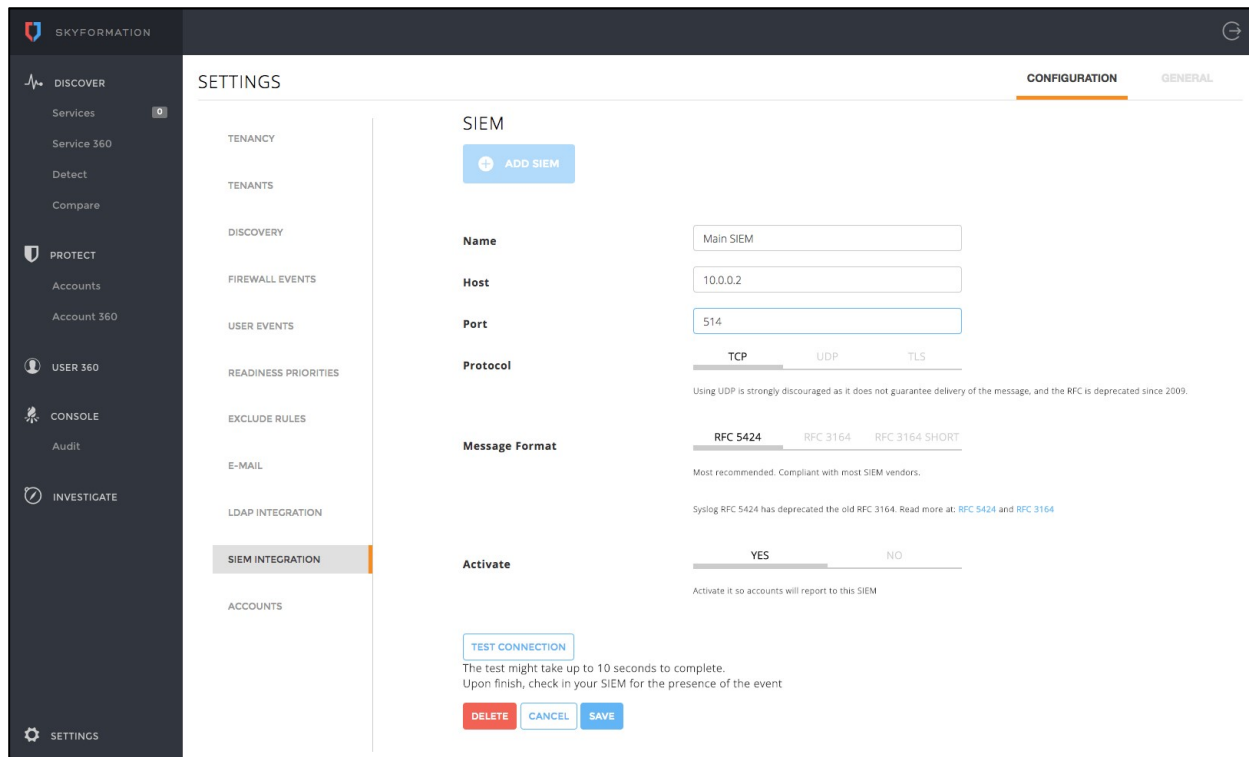 SKYFORMATION
DISCOVER
Services 0
Service 360
Detect
Compare
PROTECT
Accounts
Account 360
USER 360
CONSOLE
Audit
INVESTIGATE
SETTINGS
SETTINGS
CONFIGURATION GENERAL
TENANCY
TENANTS
DISCOVERY
FIREWALL EVENTS
USER EVENTS
READINESS PRIORITIES
EXCLUDE RULES
E-MAIL
LDAP INTEGRATION
SIEM INTEGRATION
ACCOUNTS
SIEM
ADD SIEM
Name Main SIEM
Host 10.0.0.2
Port 514
Protocol TCP UDP TLS
Using UDP is strongly discouraged as it does not guarantee delivery of the message, and the RFC is deprecated since 2009.
Message Format RFC 5424 RFC 3164 RFC 3164 SHORT
Most recommended. Compliant with most SIEM vendors.
Syslog RFC 5424 has deprecated the old RFC 3164. Read more at: RFC 5424 and RFC 3164
Activate YES NO
Activate it so accounts will report to this SIEM
TEST CONNECTION
The test might take up to 10 seconds to complete.
Upon finish, check in your SIEM for the presence of the event
DELETE CANCEL SAVE